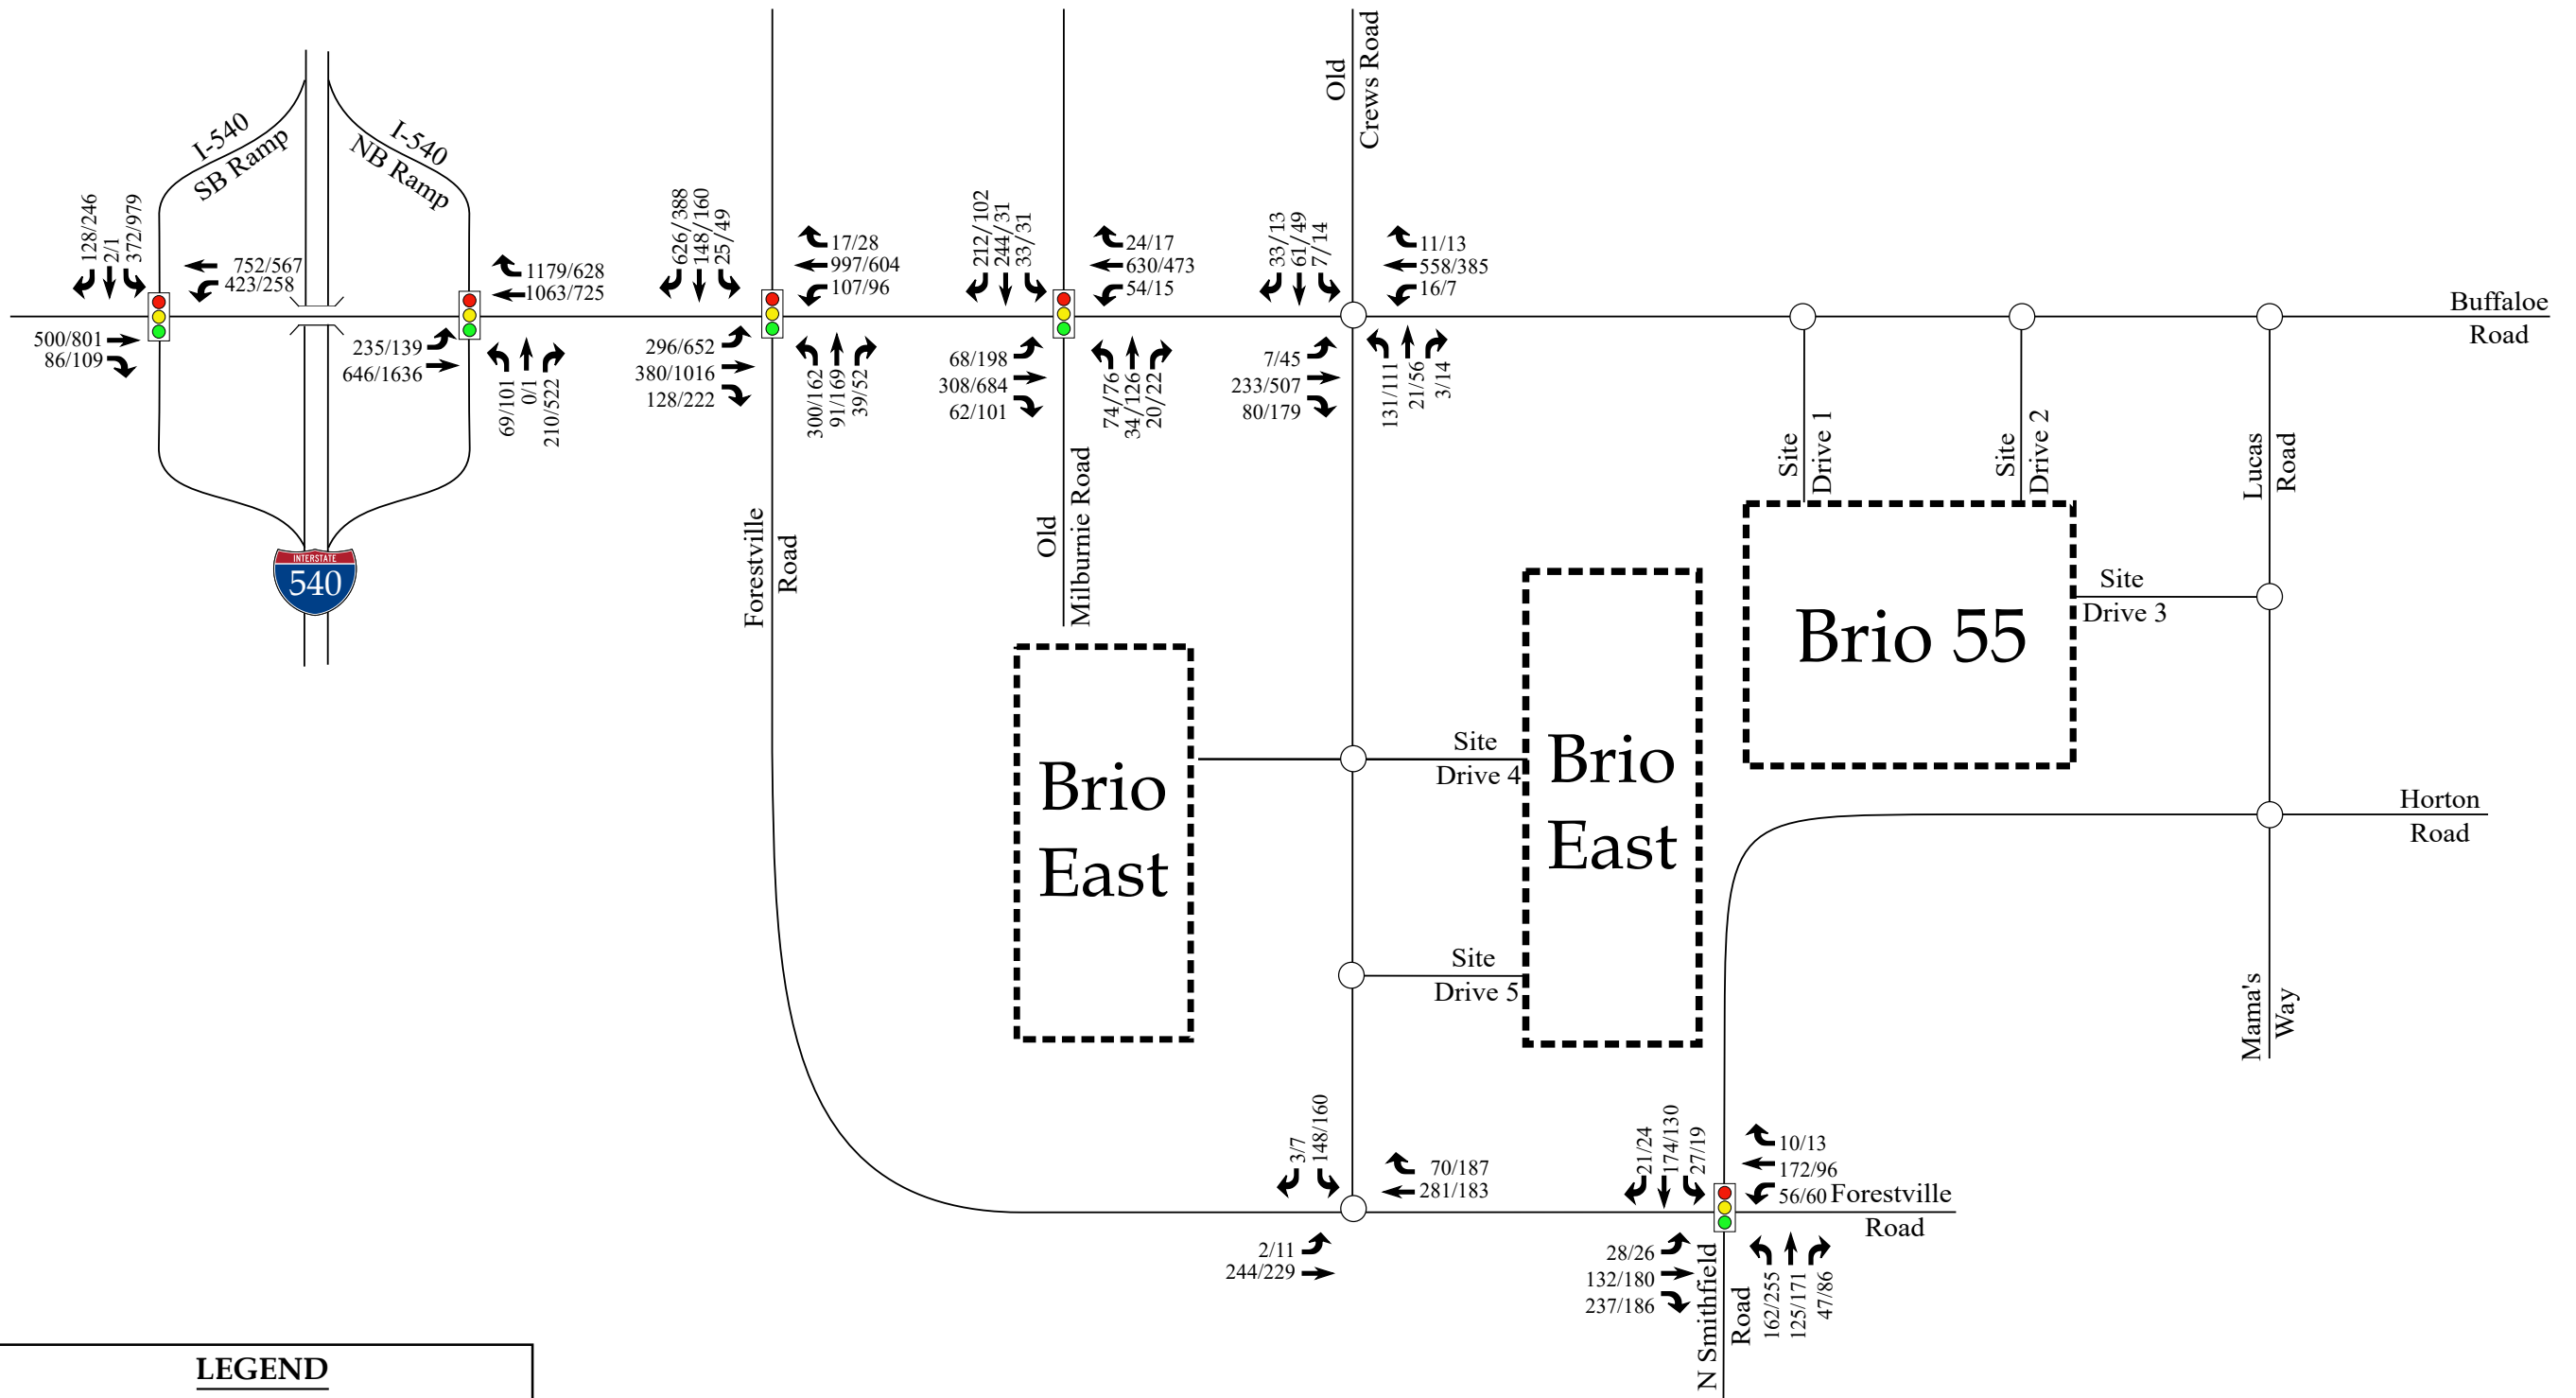 Old
Crews Road
I-540
SB Ramp
I-540
NB Ramp
128/246
2/1
372/979
752/567
423/258
500/801
86/109
1179/628
1063/725
235/139
646/1636
69/101
0/1
210/522
626/388
148/160
25/49
17/28
997/604
107/96
296/652
380/1016
128/222
300/162
91/169
39/52
212/102
244/31
33/31
24/17
630/473
54/15
68/198
308/684
62/101
74/76
34/126
20/22
33/13
61/49
7/14
11/13
558/385
16/7
7/45
233/507
80/179
131/111
21/56
3/14
Buffaloe
Road
Site
Drive 1
Site
Drive 2
Lucas
Road
Forestville
Road
Old
Milburnie Road
INTERSTATE
540
Brio 55
Site
Drive 3
Brio
East
Site
Drive 4
Brio
East
Horton
Road
Site
Drive 5
Mama's
Way
3/7
148/160
70/187
281/183
2/11
244/229
21/24
174/130
27/19
10/13
172/96
56/60
Forestville
Road
28/26
132/180
237/186
N Smithfield
Road
162/255
125/171
47/86
LEGEND